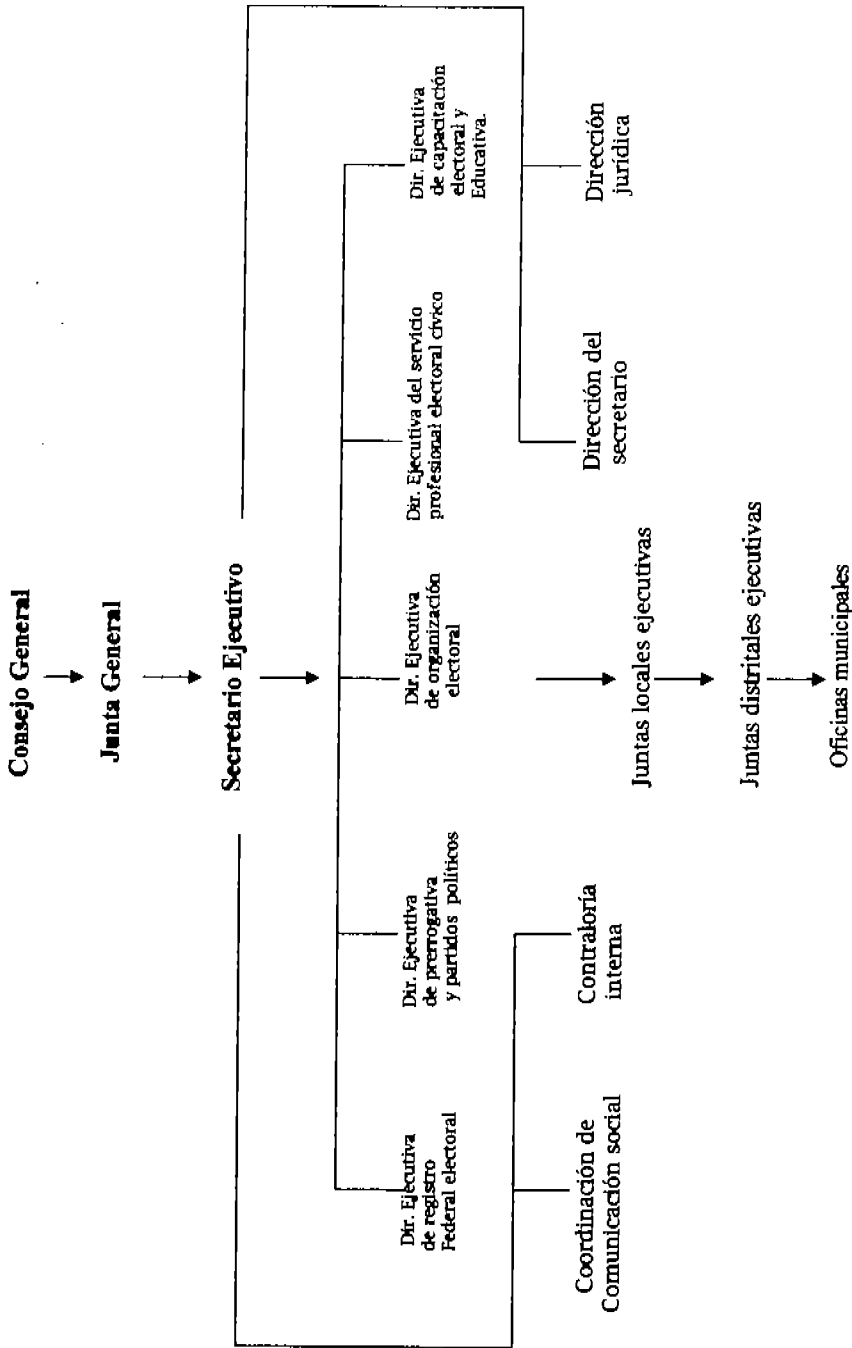 Consejo General
Junta General
Secretario Ejecutivo
Dir. Ejecutiva
de registro
Federal electoral
Dir. Ejecutiva
de prerrogativa
y partidos políticos
Dir. Ejecutiva
de organización
electoral
Dir. Ejecutiva del servicio
profesional electoral cívico
Dir. Ejecutiva
de capacitación
electoral y
Educativa.
Coordinación de
Comunicación social
Contraloría
interna
Dirección del
secretario
Dirección
jurídica
Juntas locales ejecutivas
Juntas distritales ejecutivas
Oficinas municipales